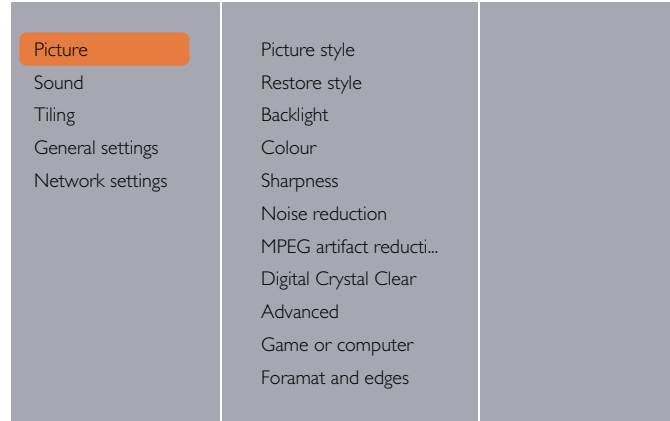 Picture
Sound
Tiling
General settings
Network settings
Picture style
Restore style
Backlight
Colour
Sharpness
Noise reduction
MPEG artifact reducti...
Digital Crystal Clear
Advanced
Game or computer
Foramat and edges